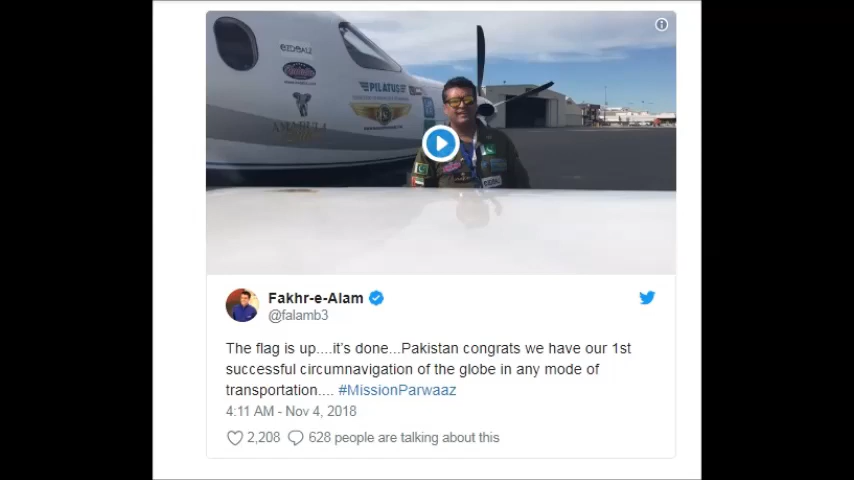 PILATUS
Fakhr-e-Alam
@falamb3
The flag is up....it's done...Pakistan congrats we have our 1st
successful circumnavigation of the globe in any mode of
transportation.... #MissionParwaaz
4:11 AM - Nov 4, 2018
2,208
628 people are talking about this